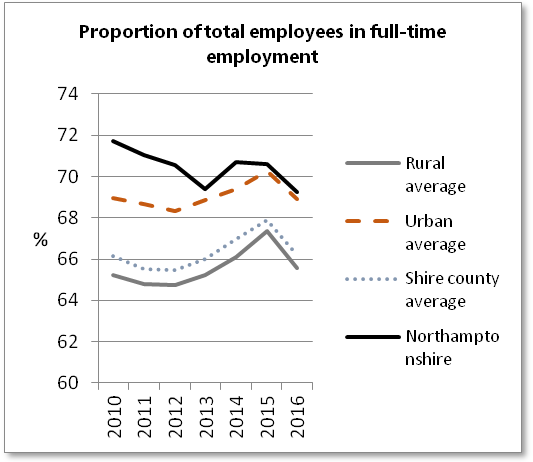 Proportion of total employees in full-time
employment
74
72
70
68
66
64
62
60
%
2010
2011
2012
2013
2014
2015
2016
Rural
average
Urban
average
Shire county
average
Northampto
nshire